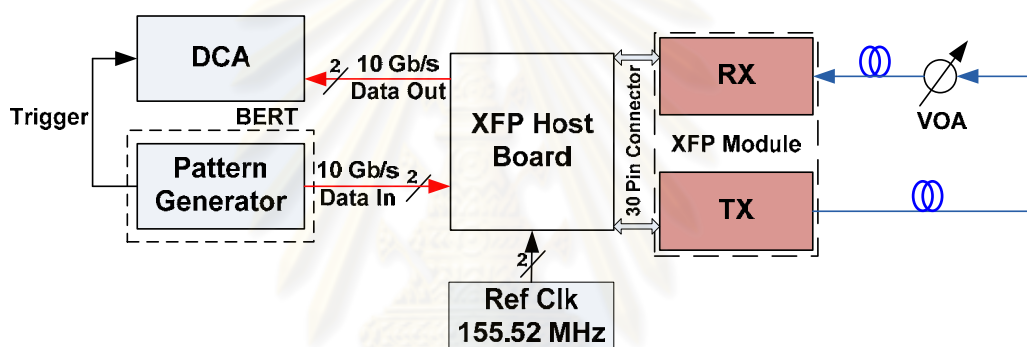 DCA
2
10 Gb/s
Data Out
Trigger
BERT
Pattern
Generator
10 Gb/s
2
Data In
XFP Host
Board
30 Pin Connector
RX
XFP Module
TX
VOA
2
Ref Clk
155.52 MHz